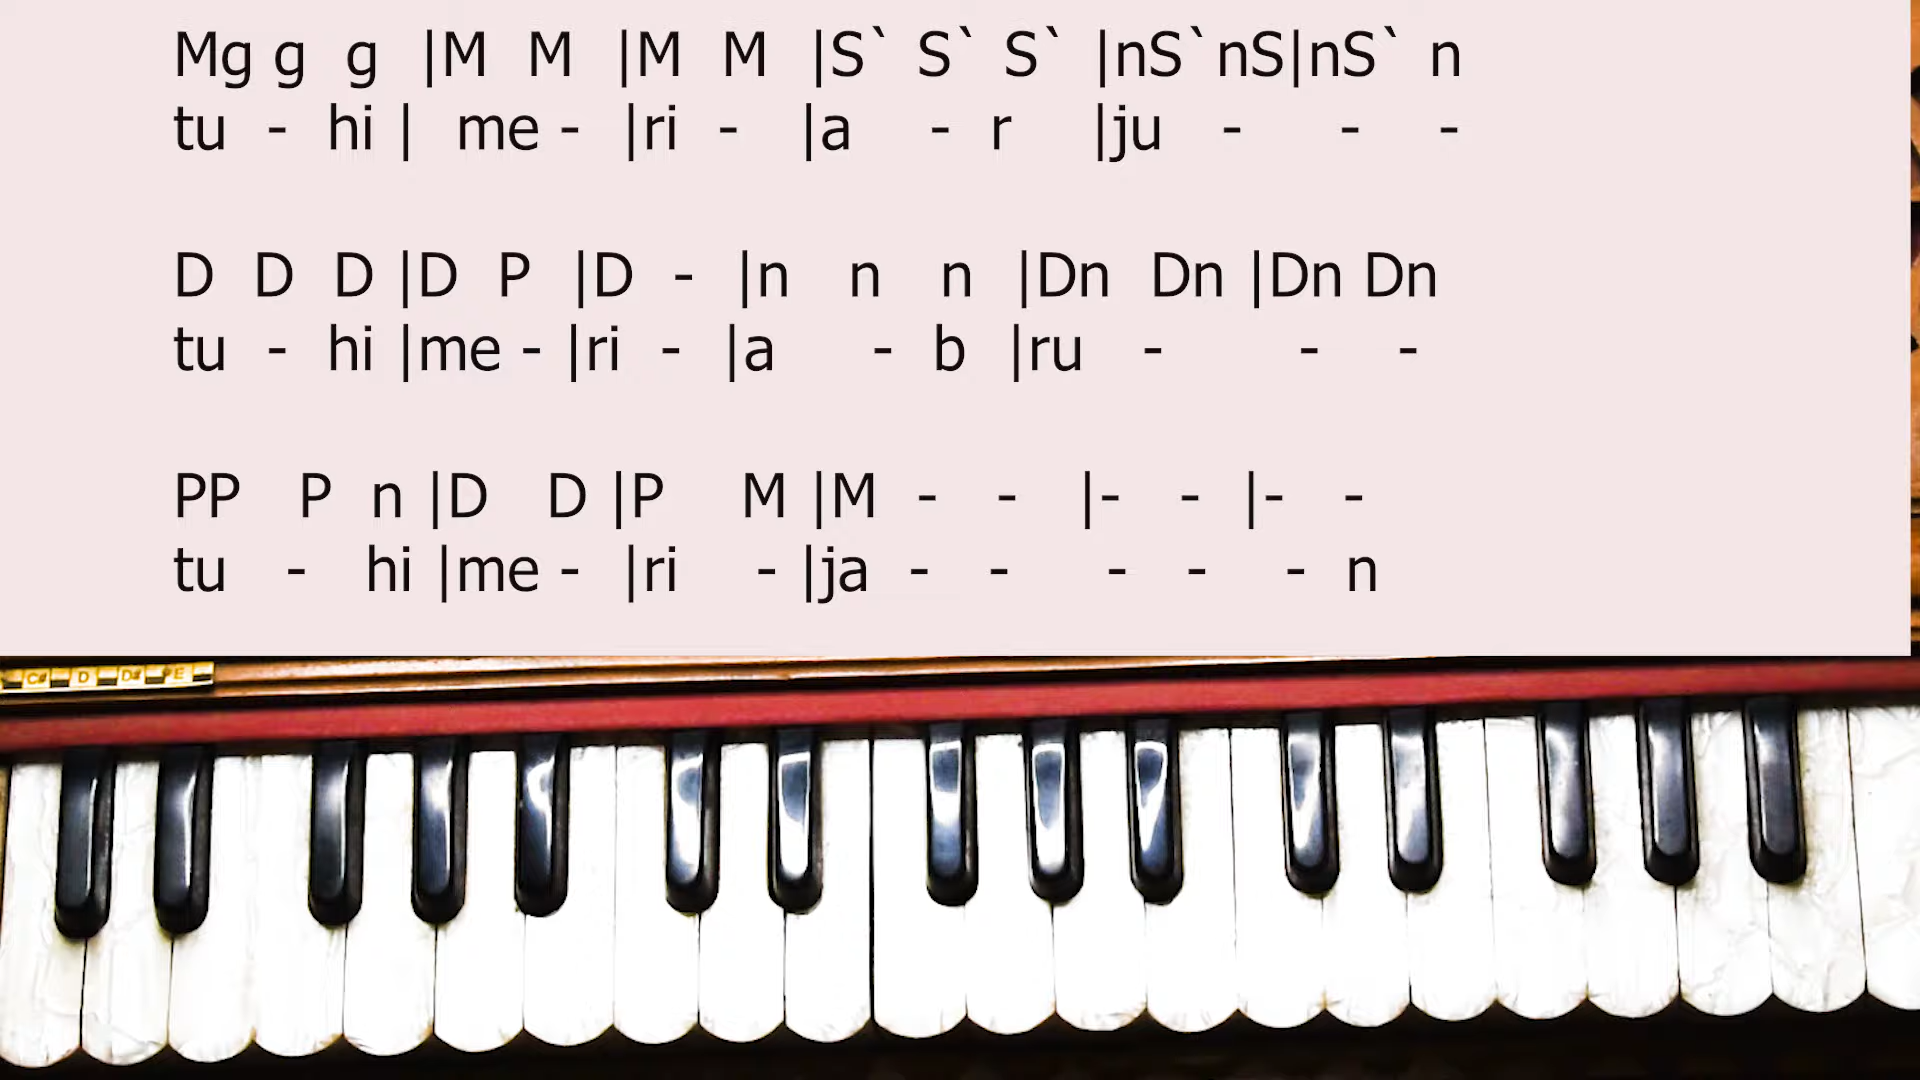 Mg g g |M M |M M |S` S` S` |nS`nS|nS` n
tu - hi | me - |ri - |a - r |ju - - -
D D D |D P |D - |n n n |Dn Dn |Dn Dn
tu - hi |me - |ri - |a - b |ru - - -
PP P n |D D |P M |M - - |- - |- -
tu - hi |me - |ri - |ja - - - - - n
C# D D# E